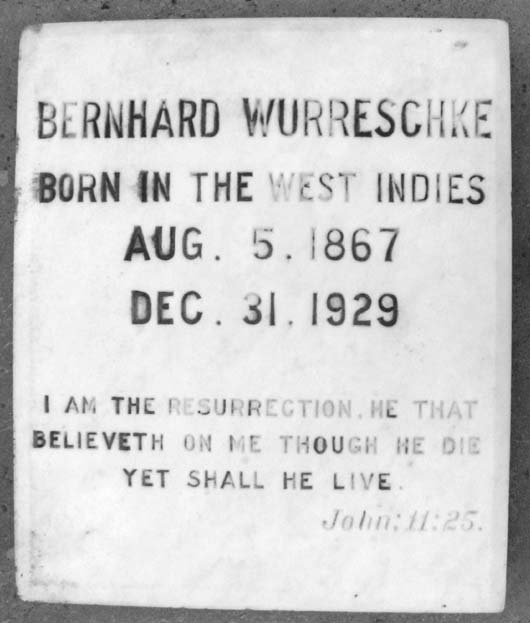 BERNHARD WURRESCHKE
BORN IN THE WEST INDIES
AUG. 5. 1867
DEC. 31. 1929
I AM THE RESURRECTION. HE THAT
BELIEVETH ON ME THOUGH HE DIE
YET SHALL HE LIVE.
John: 11:25.